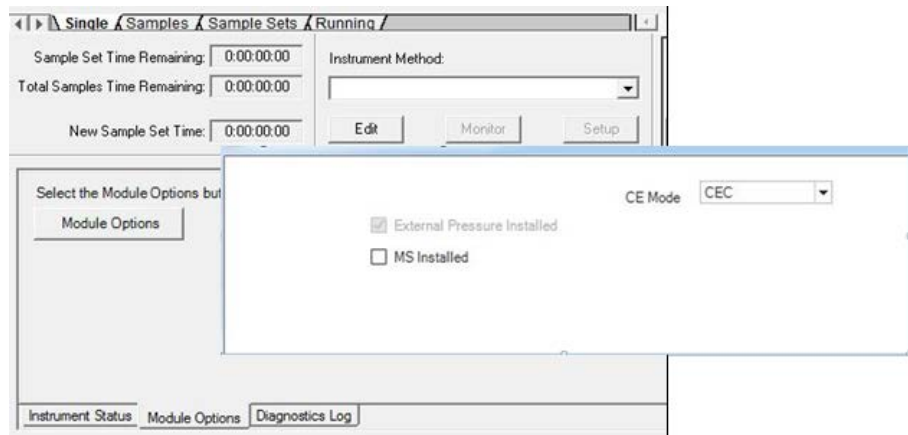 Single Samples Sample Sets Running
Sample Set Time Remaining: 0:00:00:00
Total Samples Time Remaining: 0:00:00:00
New Sample Set Time: 0:00:00:00
Instrument Method:
Edit Monitor Setup
Select the Module Options but
Module Options
CE Mode CEC
External Pressure Installed
MS Installed
Instrument Status Module Options Diagnostics Log